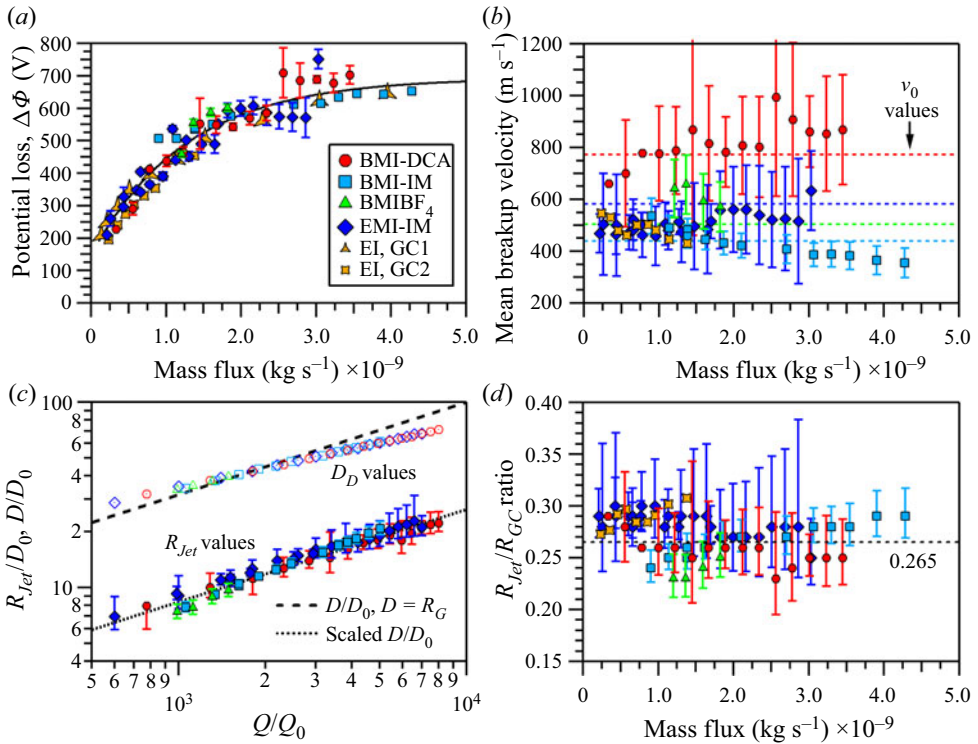 (a)
Potential loss, ΔΦ (V)
800
700
600
500
400
300
200
100
0
BMI-DCA
BMI-IM
BMIBF4
EMI-IM
EI, GC1
EI, GC2
0 1.0 2.0 3.0 4.0 5.0
Mass flux (kg s−1) ×10−9
(b)
Mean breakup velocity (m s−1)
1200
1000
800
600
400
200
v0
values
0 1.0 2.0 3.0 4.0 5.0
Mass flux (kg s−1) ×10−9
(c)
RJet/D0, D/D0
100
8
6
4
2
10
8
6
4
DD values
RJet values
D/D0, D = RG
Scaled D/D0
5 6 7 8 9 2 3 4 5 6 7 8 9
10³ 10⁴
Q/Q0
(d)
RJet/RGC ratio
0.40
0.35
0.30
0.25
0.20
0.15
0.265
0 1.0 2.0 3.0 4.0 5.0
Mass flux (kg s−1) ×10−9